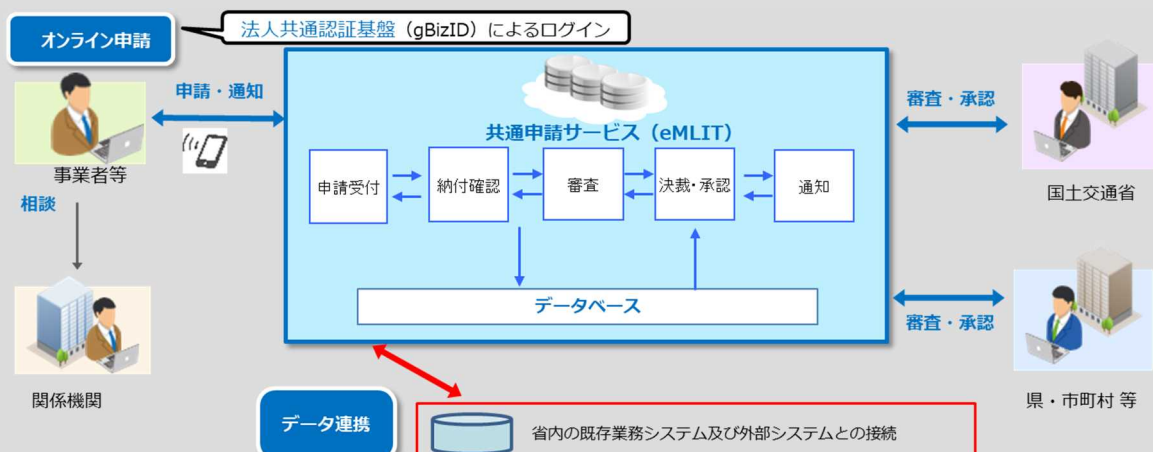 オンライン申請
法人共通認証基盤（gBizID）によるログイン
申請・通知
事業者等
相談
関係機関
共通申請サービス（eMLIT）
申請受付
納付確認
審査
決裁・承認
通知
データベース
審査・承認
国土交通省
審査・承認
県・市町村 等
データ連携
省内の既存業務システム及び外部システムとの接続